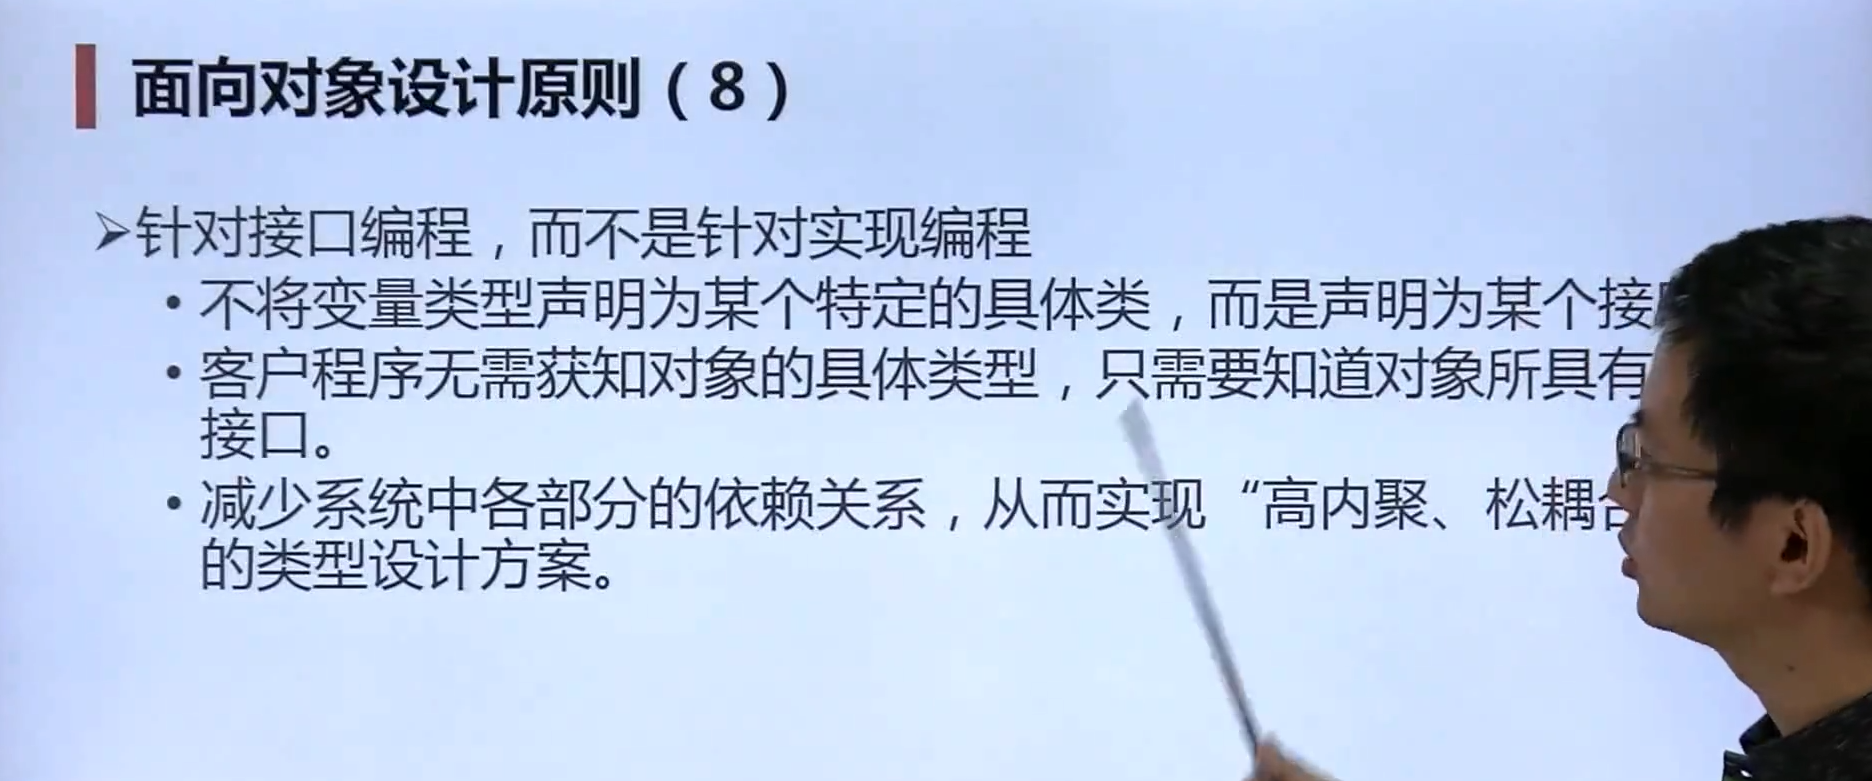 面向对象设计原则（8）
➢针对接口编程，而不是针对实现编程
• 不将变量类型声明为某个特定的具体类，而是声明为某个接
• 客户程序无需获知对象的具体类型，只需要知道对象所具有
接口。
• 减少系统中各部分的依赖关系，从而实现“高内聚、松耦
的类型设计方案。